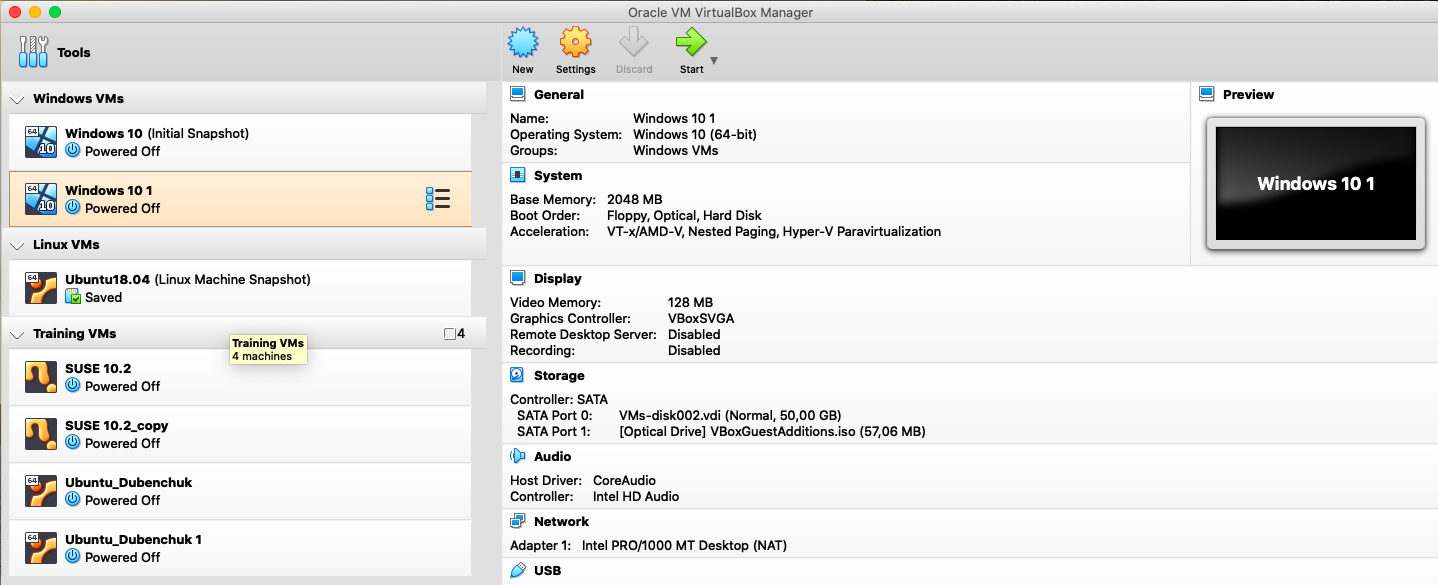 Oracle VM VirtualBox Manager
Tools
New Settings Discard Start
Windows VMs
64
10
Windows 10 (Initial Snapshot)
Powered Off
64
10
Windows 10 1
Powered Off
Linux VMs
64
Ubuntu18.04 (Linux Machine Snapshot)
Saved
Training VMs 4
Training VMs
4 machines
SUSE 10.2
Powered Off
SUSE 10.2_copy
Powered Off
64
Ubuntu_Dubenchuk
Powered Off
64
Ubuntu_Dubenchuk 1
Powered Off
General
Name: Windows 10 1
Operating System: Windows 10 (64-bit)
Groups: Windows VMs
Preview
Windows 10 1
System
Base Memory: 2048 MB
Boot Order: Floppy, Optical, Hard Disk
Acceleration: VT-x/AMD-V, Nested Paging, Hyper-V Paravirtualization
Display
Video Memory: 128 MB
Graphics Controller: VBoxSVGA
Remote Desktop Server: Disabled
Recording: Disabled
Storage
Controller: SATA
SATA Port 0: VMs-disk002.vdi (Normal, 50,00 GB)
SATA Port 1: [Optical Drive] VBoxGuestAdditions.iso (57,06 MB)
Audio
Host Driver: CoreAudio
Controller: Intel HD Audio
Network
Adapter 1: Intel PRO/1000 MT Desktop (NAT)
USB